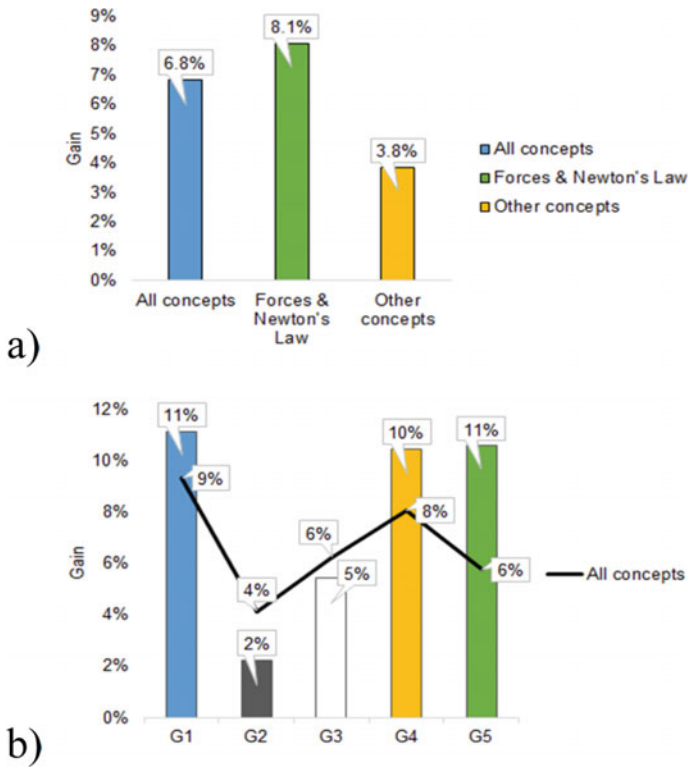 9%
8%
7%
6%
5%
4%
3%
2%
1%
0%
Gain
6.8%
8.1%
3.8%
All concepts
Forces &
Newton's
Law
Other
concepts
All concepts
Forces & Newton's Law
Other concepts
a)
12%
10%
8%
6%
4%
2%
0%
Gain
11%
9%
4%
2%
6%
5%
10%
8%
11%
6%
G1
G2
G3
G4
G5
All concepts
b)